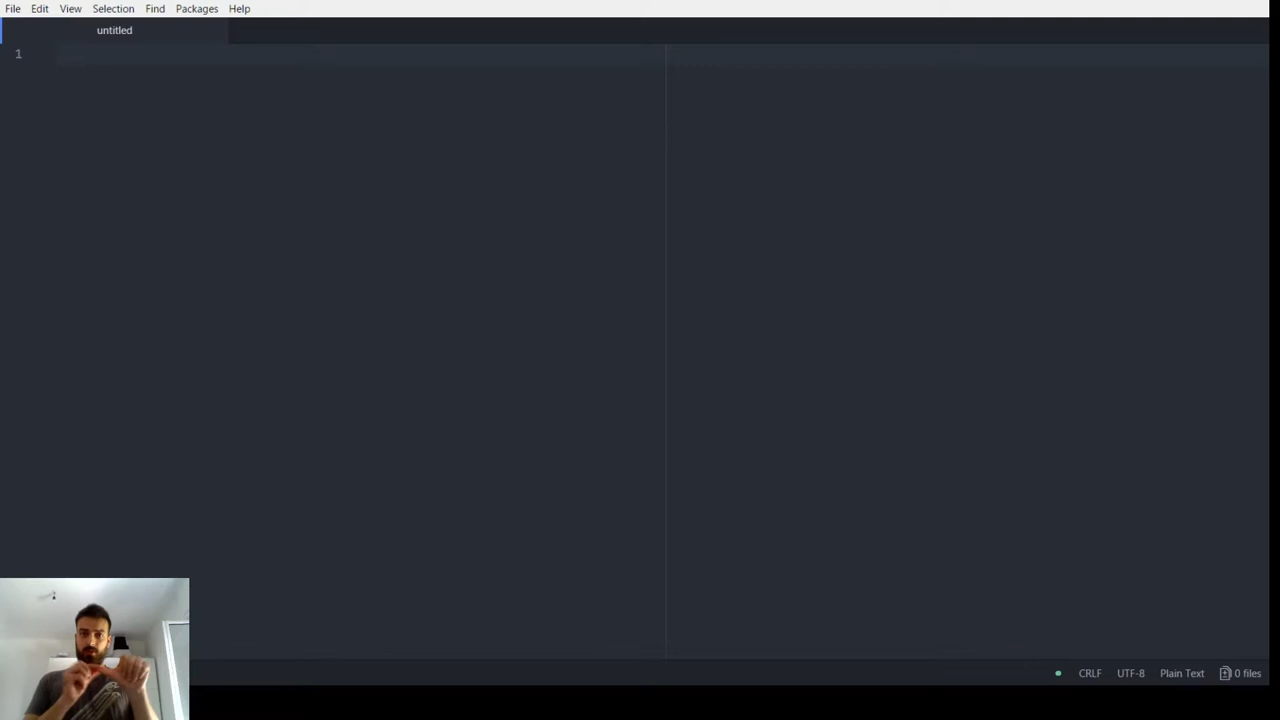 File Edit View Selection Find Packages Help
untitled
1
CRLF UTF-8 Plain Text 0 files